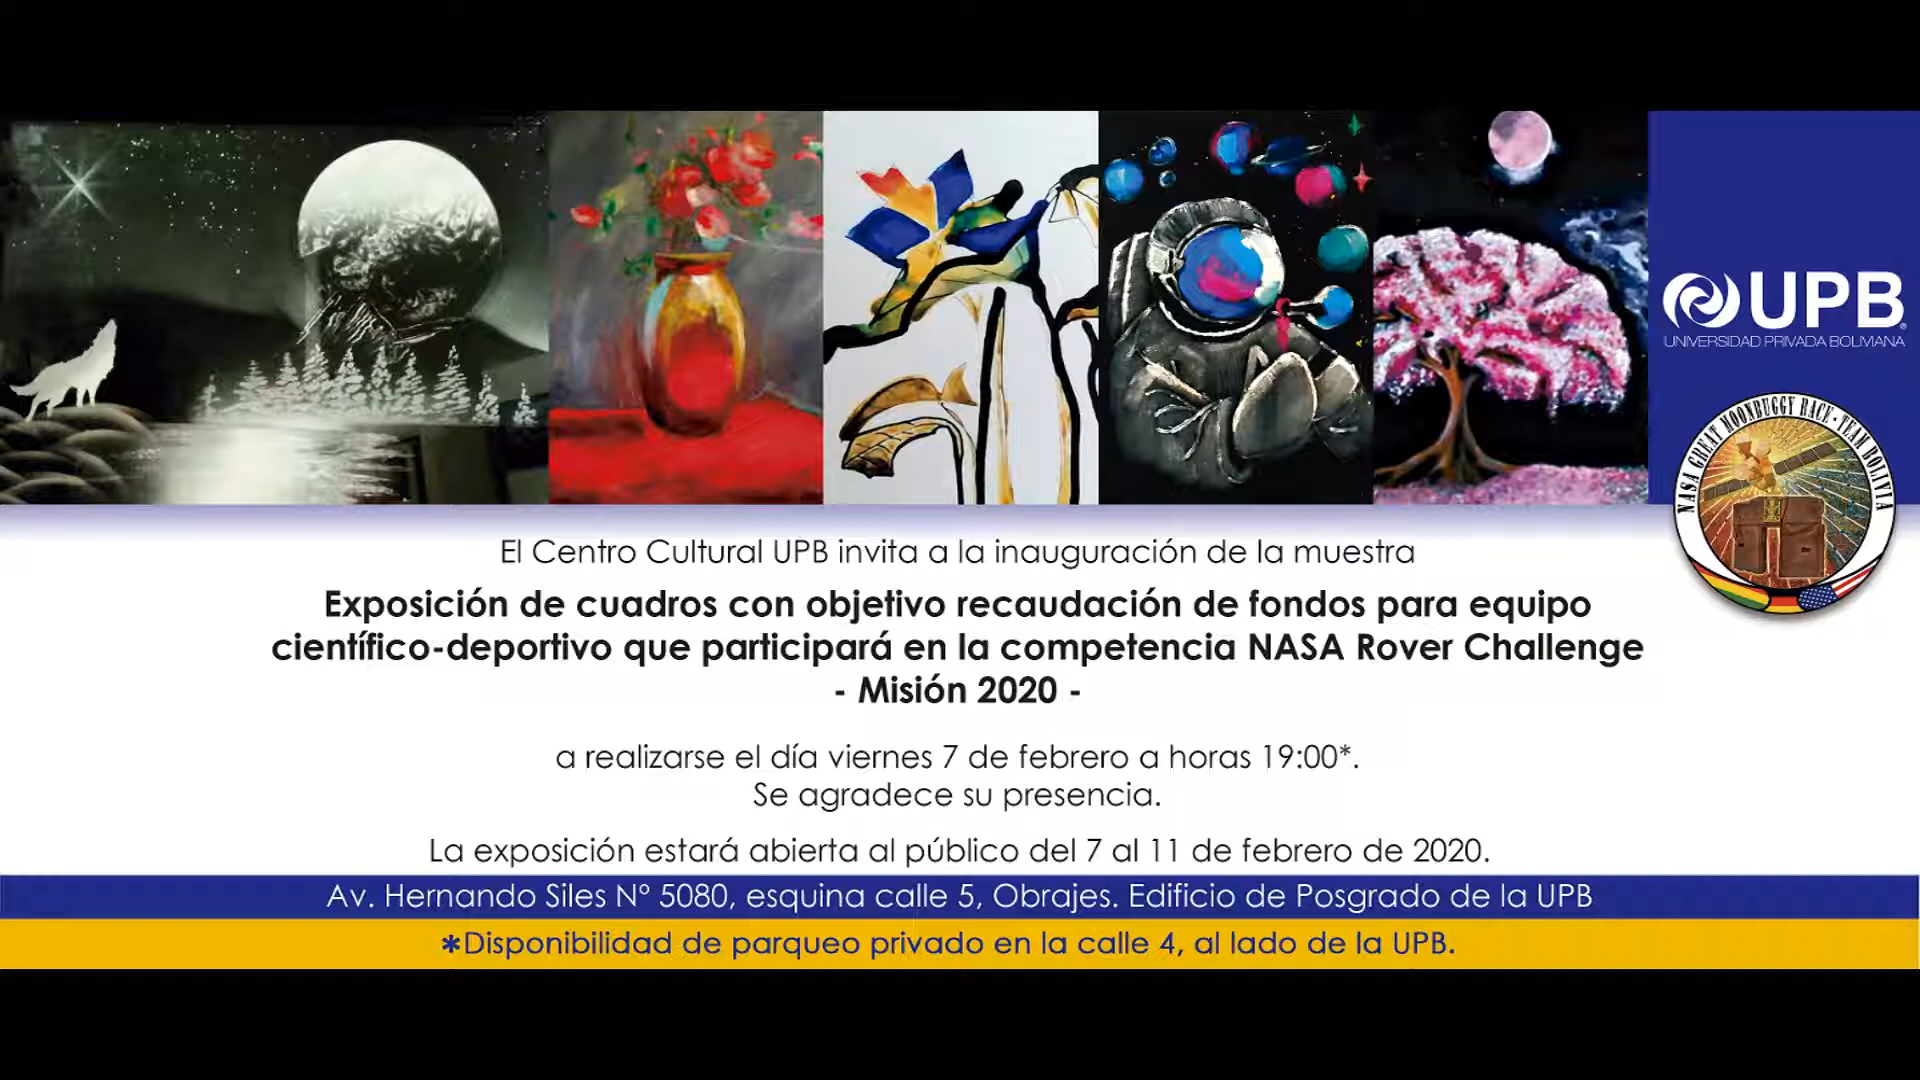 UPB
UNIVERSIDAD PRIVADA BOLIVIANA
NASA GREAT MOONBUGGY RACE - TEAM BOLIVIA
El Centro Cultural UPB invita a la inauguración de la muestra
Exposición de cuadros con objetivo recaudación de fondos para equipo
científico-deportivo que participará en la competencia NASA Rover Challenge
- Misión 2020 -
a realizarse el día viernes 7 de febrero a horas 19:00*.
Se agradece su presencia.
La exposición estará abierta al público del 7 al 11 de febrero de 2020.
Av. Hernando Siles Nº 5080, esquina calle 5, Obrajes. Edificio de Posgrado de la UPB
*Disponibilidad de parqueo privado en la calle 4, al lado de la UPB.